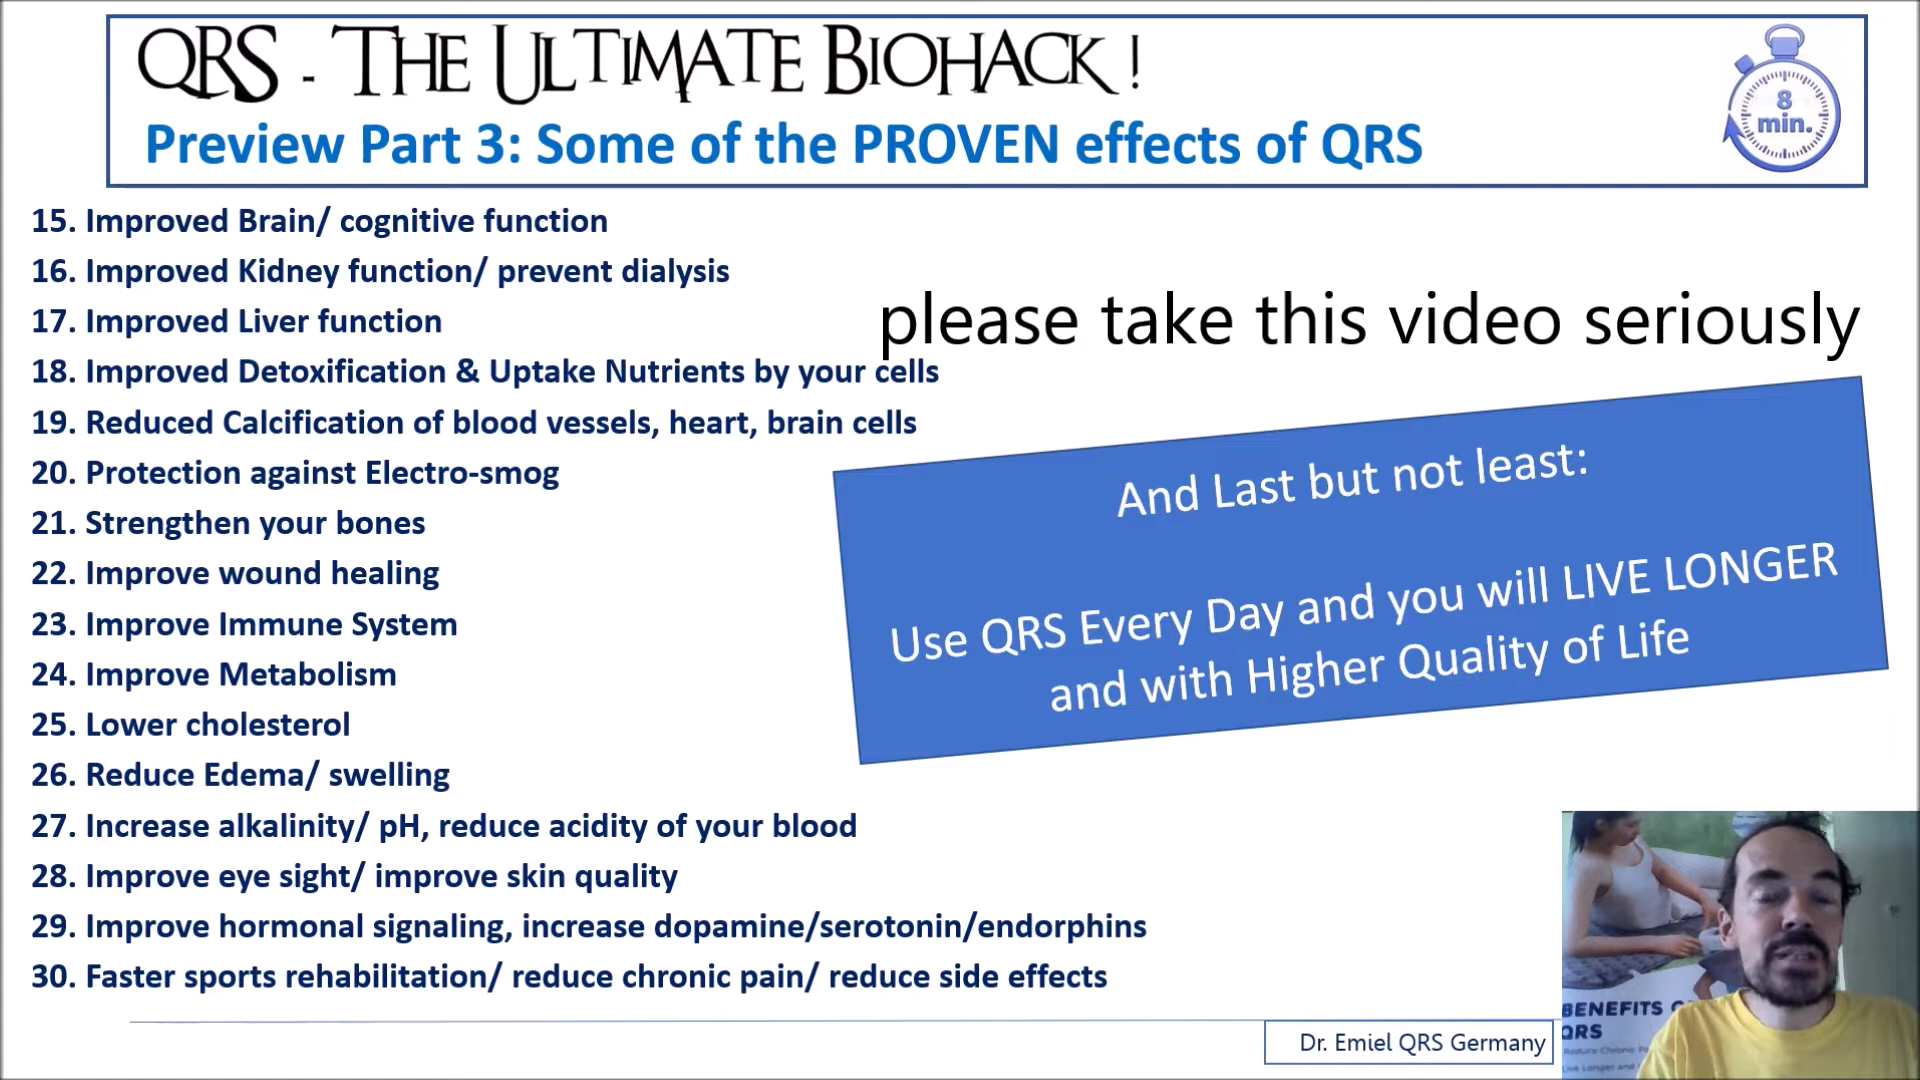 QRS - The Ultimate Biohack!
Preview Part 3: Some of the PROVEN effects of QRS
8
min.
15. Improved Brain/ cognitive function
16. Improved Kidney function/ prevent dialysis
17. Improved Liver function
18. Improved Detoxification & Uptake Nutrients by your cells
19. Reduced Calcification of blood vessels, heart, brain cells
20. Protection against Electro-smog
21. Strengthen your bones
22. Improve wound healing
23. Improve Immune System
24. Improve Metabolism
25. Lower cholesterol
26. Reduce Edema/ swelling
27. Increase alkalinity/ pH, reduce acidity of your blood
28. Improve eye sight/ improve skin quality
29. Improve hormonal signaling, increase dopamine/serotonin/endorphins
30. Faster sports rehabilitation/ reduce chronic pain/ reduce side effects
please take this video seriously
And Last but not least:
Use QRS Every Day and you will LIVE LONGER
and with Higher Quality of Life
Dr. Emiel QRS Germany
BENEFITS
QRS
Reduce Chronic
Live Longer and